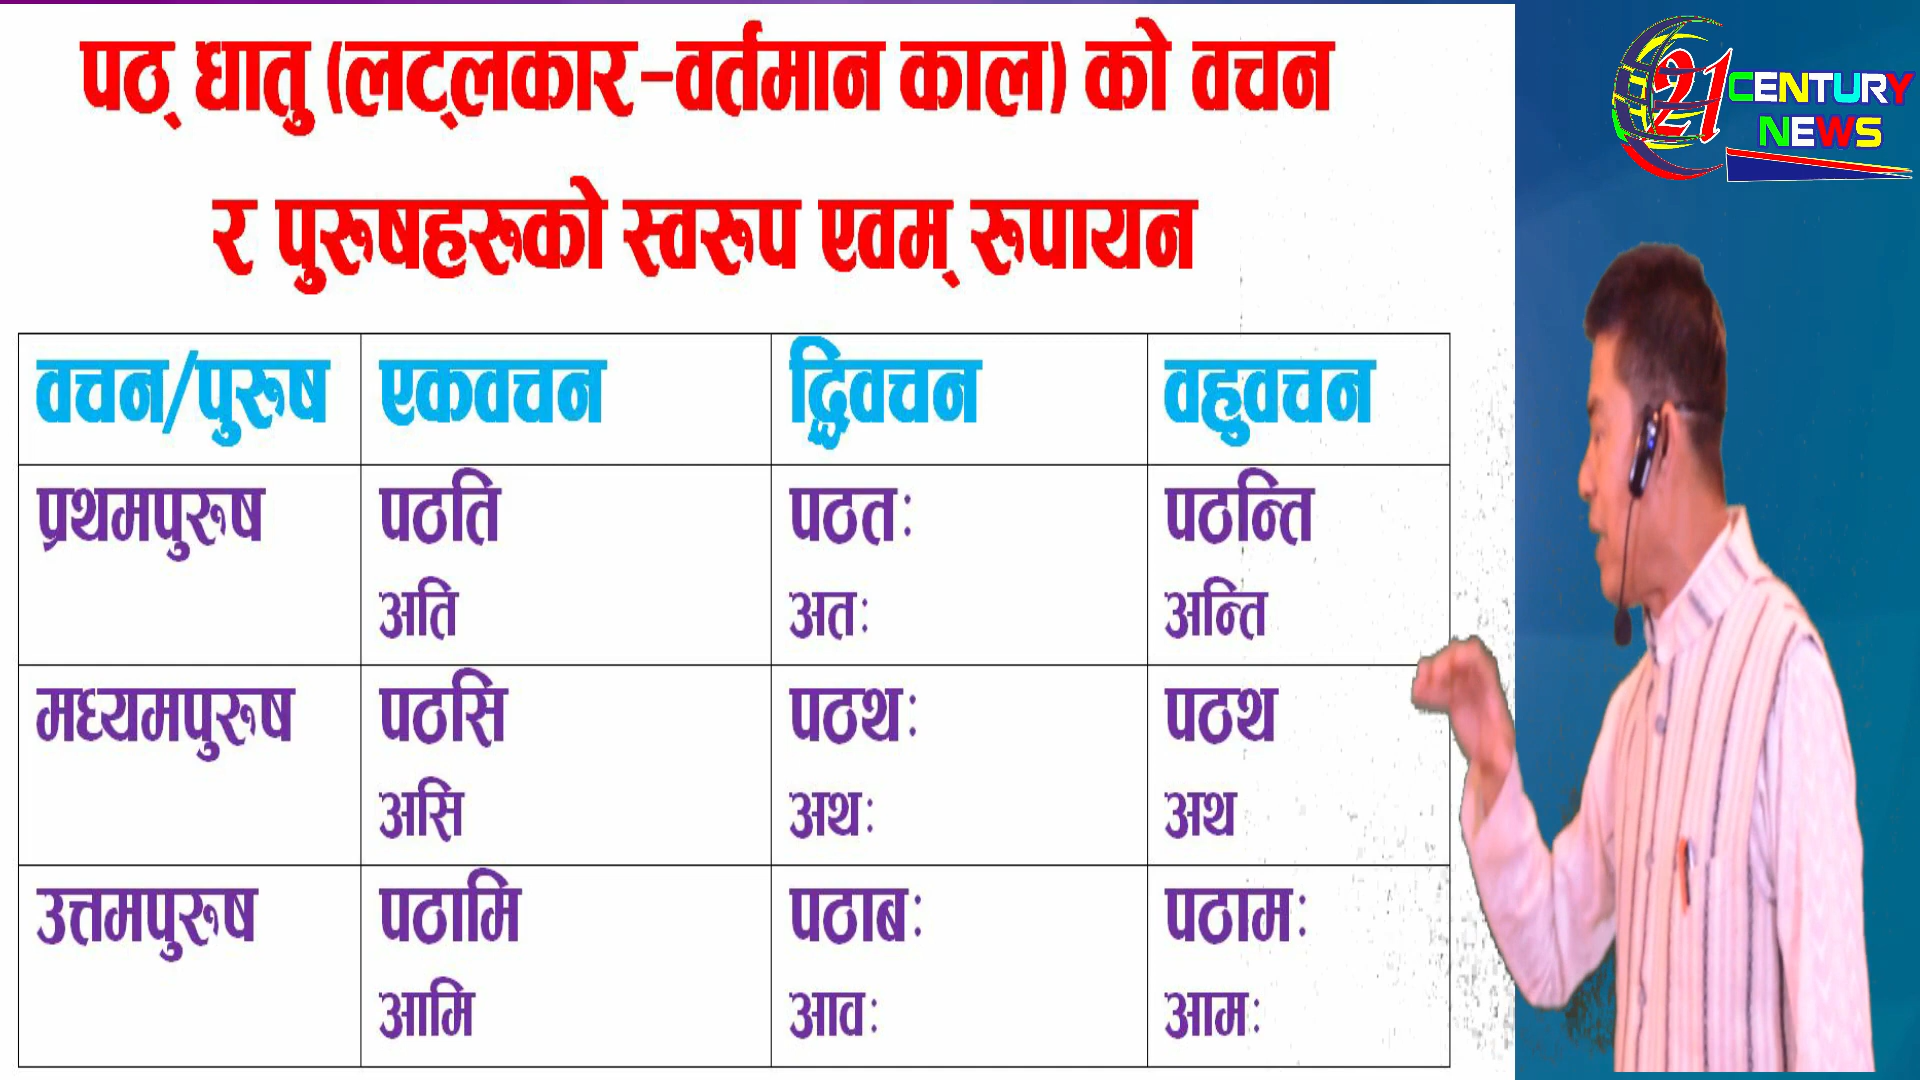 पठ् धातु (लट्लकार-वर्तमान काल) को वचन
र पुरुषहरुको स्वरुप एवम् रुपायन
वचन/पुरुष एकवचन द्विवचन वहुवचन
प्रथमपुरुष पठति पठतः पठन्ति
अति अतः अन्ति
मध्यमपुरुष पठसि पठथः पठथ
असि अथः अथ
उत्तमपुरुष पठामि पठाबः पठामः
आमि आवः आमः
21 CENTURY
NEWS